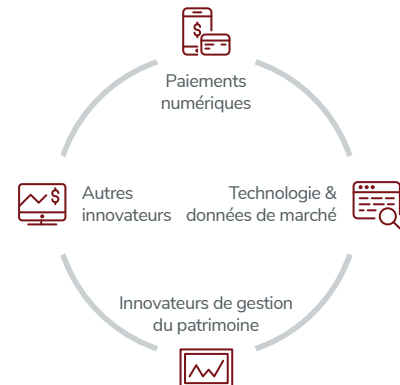 Paiements
numériques
Autres
innovateurs
Technologie &
données de marché
Innovateurs de gestion
du patrimoine